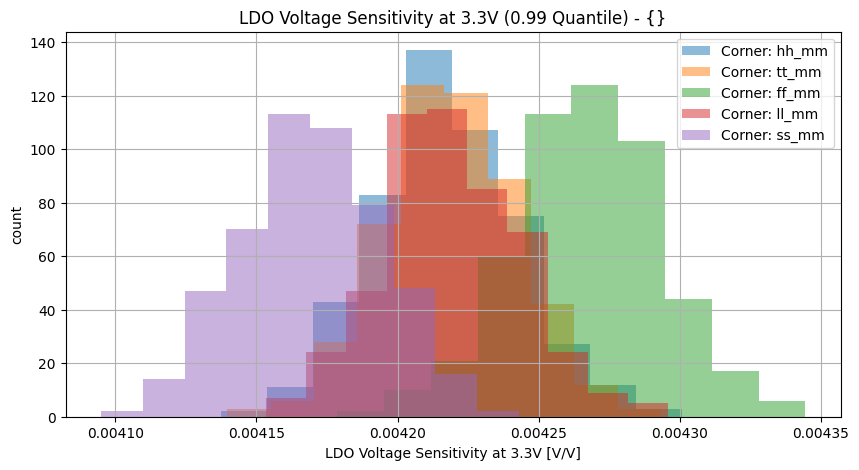 LDO Voltage Sensitivity at 3.3V (0.99 Quantile) - {}
Corner: hh_mm
Corner: tt_mm
Corner: ff_mm
Corner: ll_mm
Corner: ss_mm
count
140
120
100
80
60
40
20
0
0.00410 0.00415 0.00420 0.00425 0.00430 0.00435
LDO Voltage Sensitivity at 3.3V [V/V]